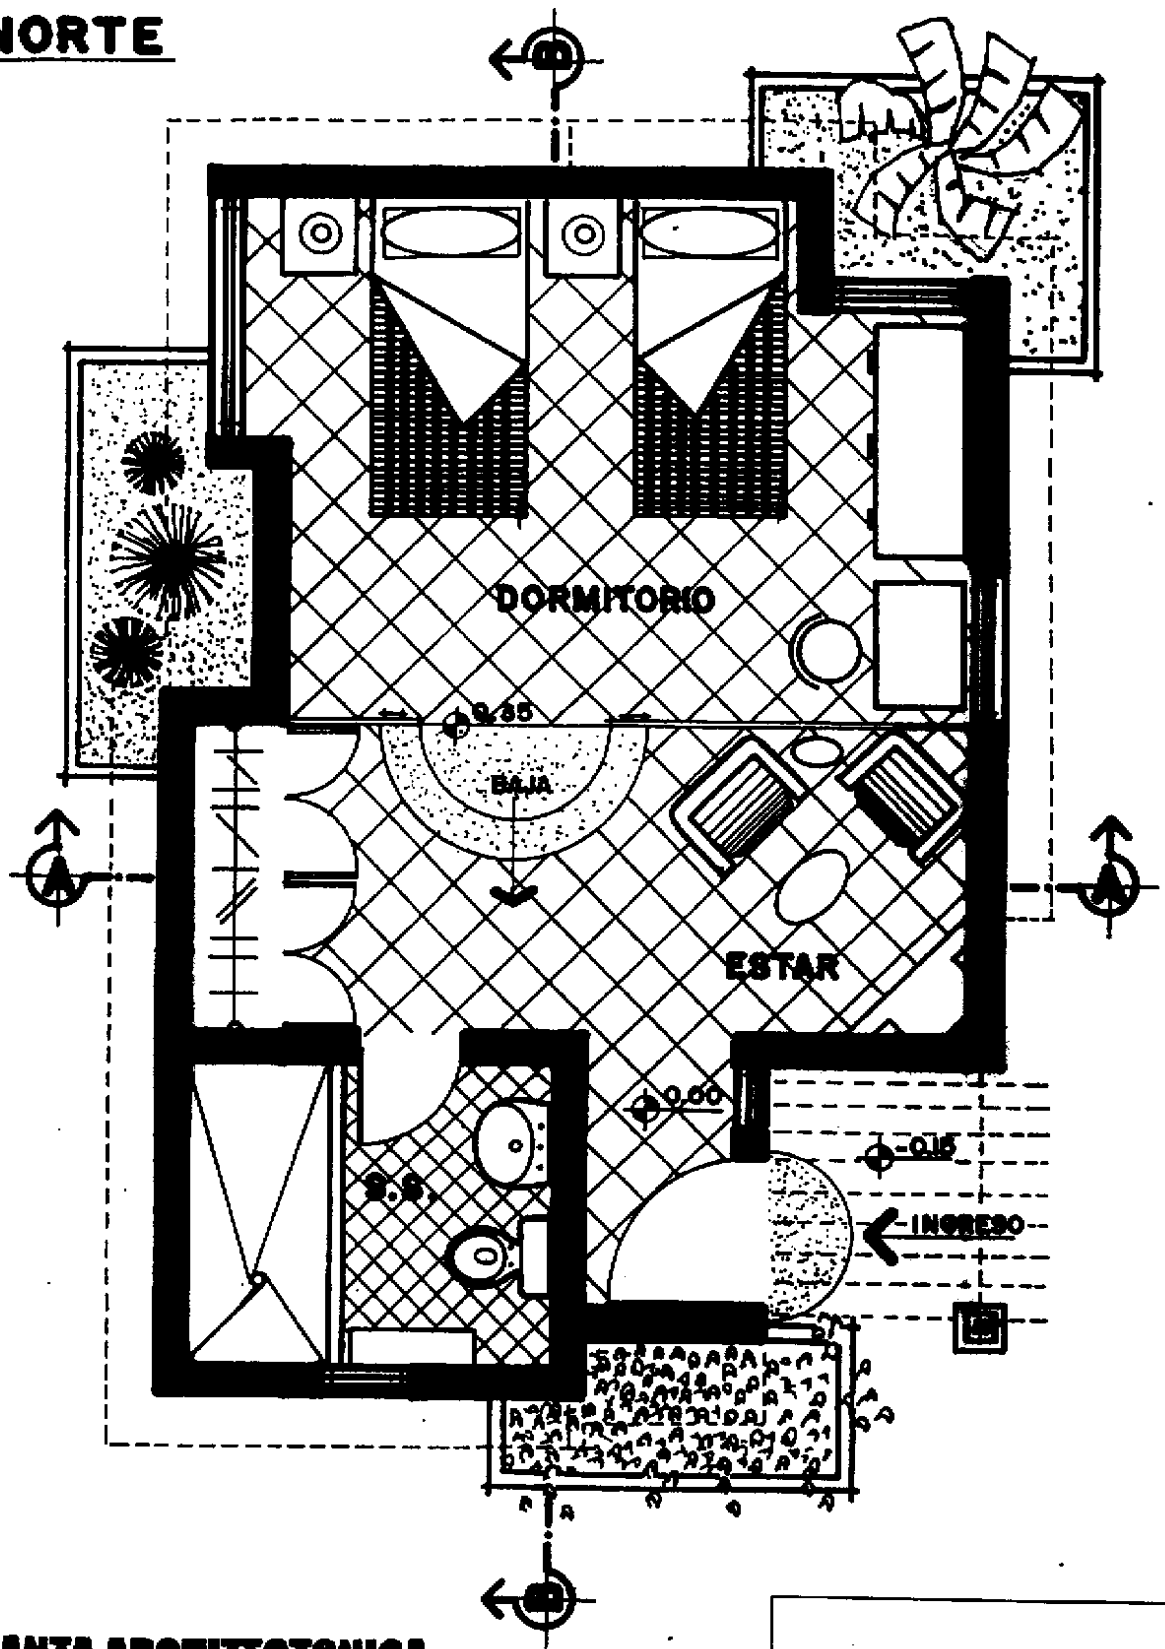 NORTE
B
DORMITORIO
0.35
BAJA
A
A
ESTAR
0.00
-0.15
S.S.
INGRESO
B